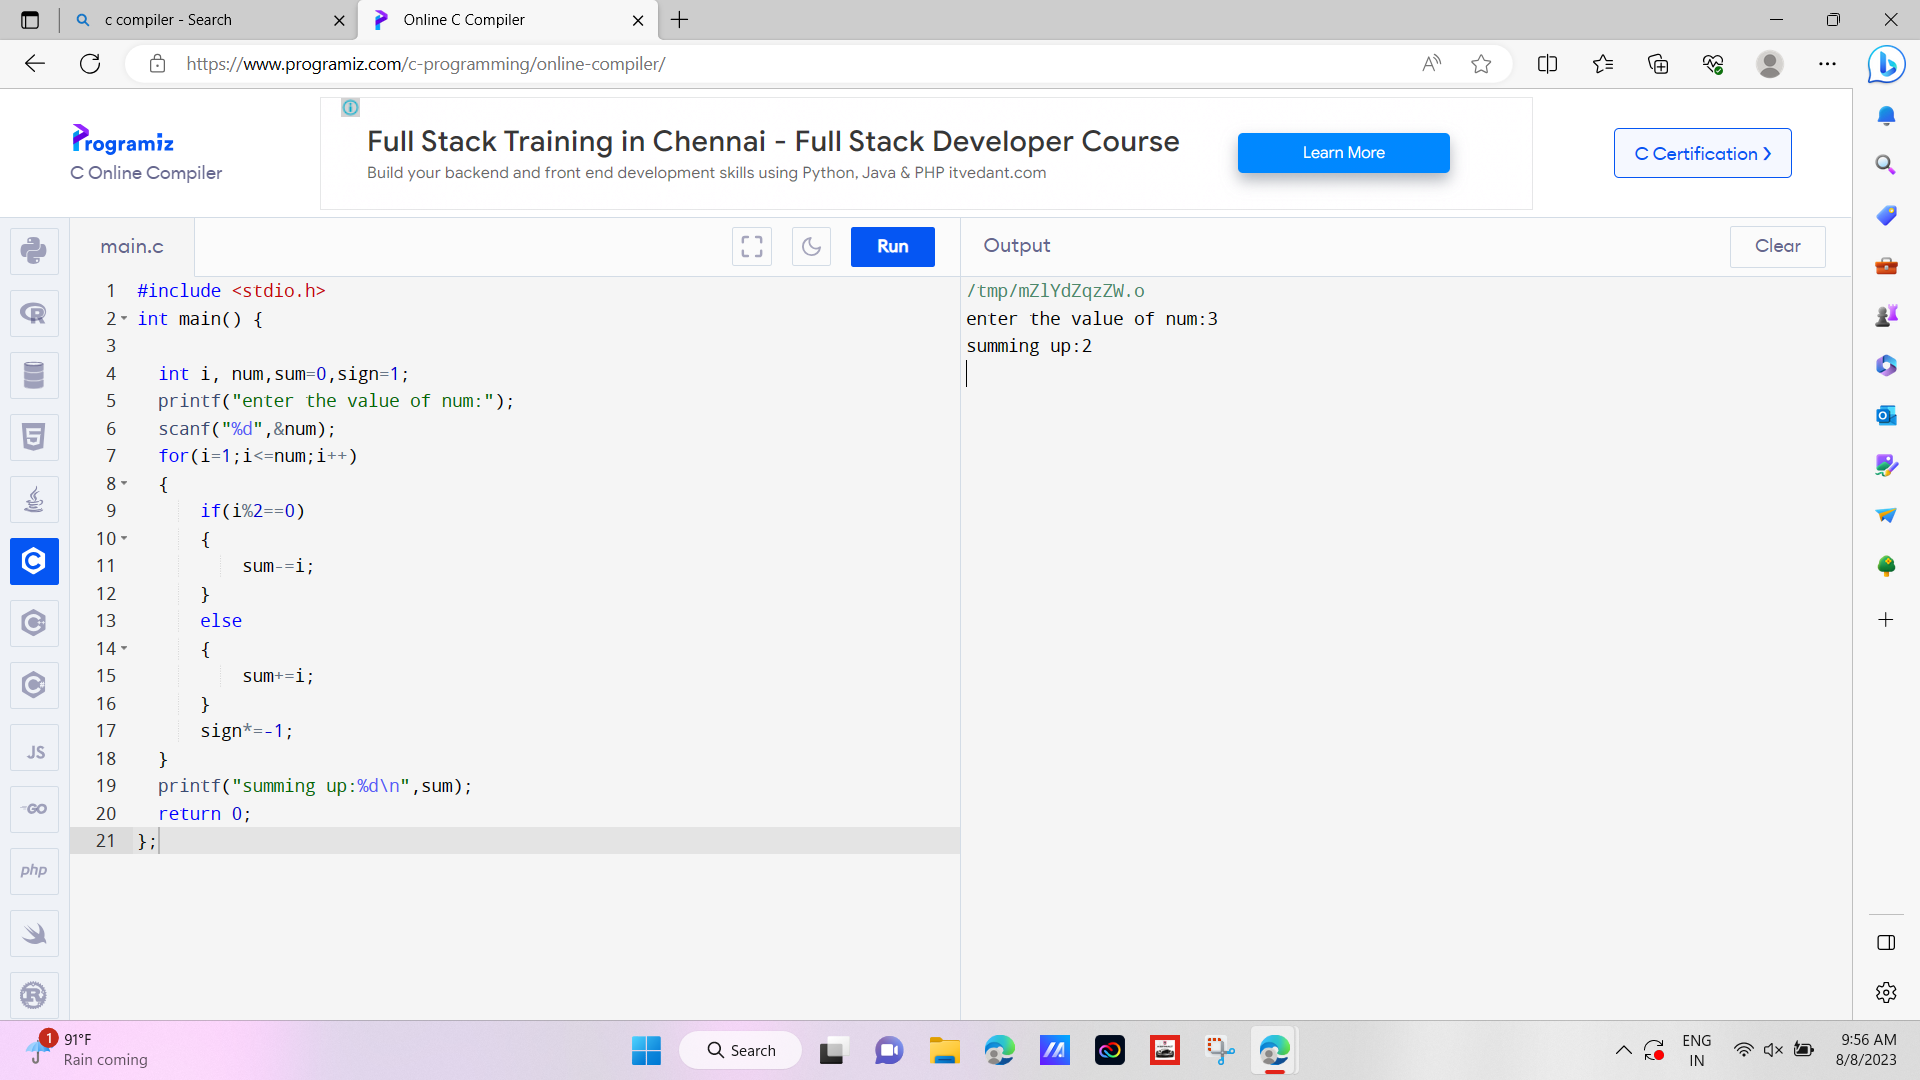 c compiler - Search
Online C Compiler
https://www.programiz.com/c-programming/online-compiler/
Programiz
C Online Compiler
Full Stack Training in Chennai - Full Stack Developer Course
Build your backend and front end development skills using Python, Java & PHP itvedant.com
Learn More
C Certification
main.c
Run
Output
Clear
1 #include <stdio.h>
2 int main() {
3
4 int i, num,sum=0,sign=1;
5 printf("enter the value of num:");
6 scanf("%d",&num);
7 for(i=1;i<=num;i++)
8 {
9 if(i%2==0)
10 {
11 sum-=i;
12 }
13 else
14 {
15 sum+=i;
16 }
17 sign*=-1;
18 }
19 printf("summing up:%d\n",sum);
20 return 0;
21 };
/tmp/mZlYdZqzZW.o
enter the value of num:3
summing up:2
JS
GO
php
1
91°F
Rain coming
Search
ENG
IN
9:56 AM
8/8/2023